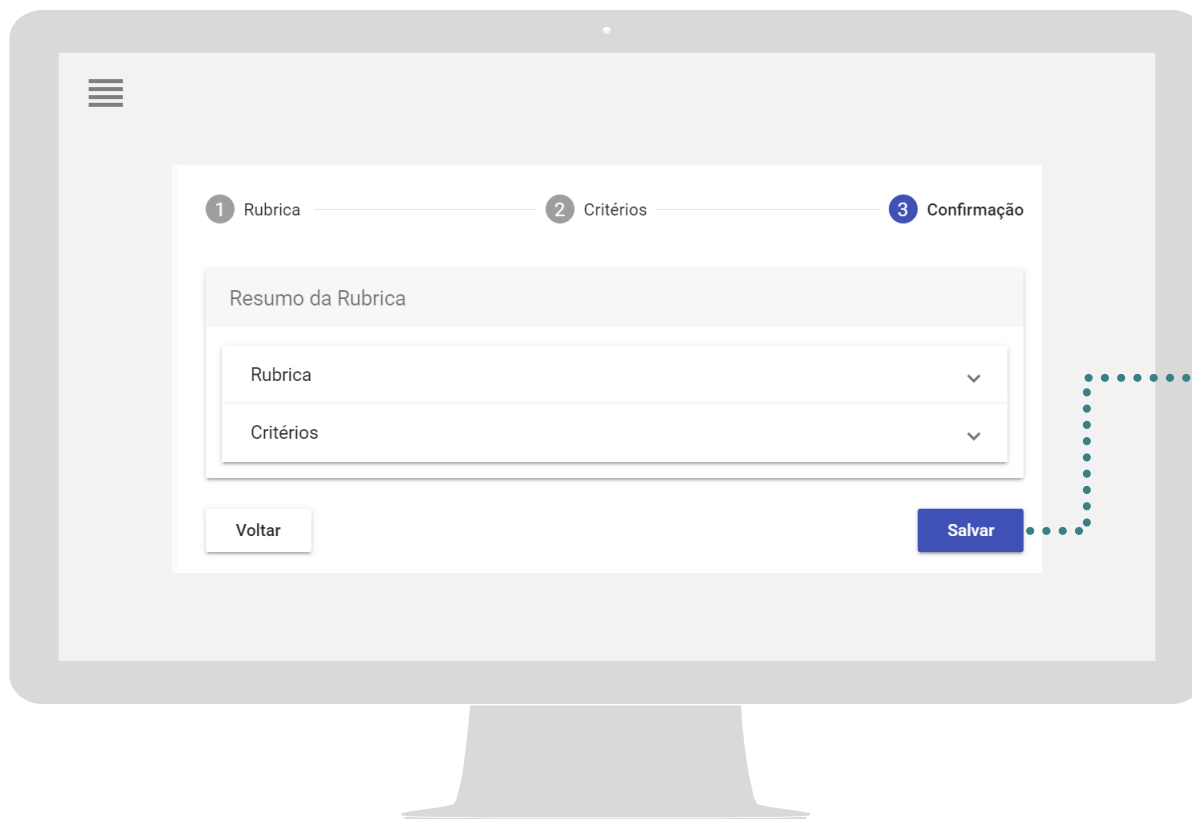 1 Rubrica 2 Critérios 3 Confirmação
Resumo da Rubrica
Rubrica
Critérios
Voltar Salvar